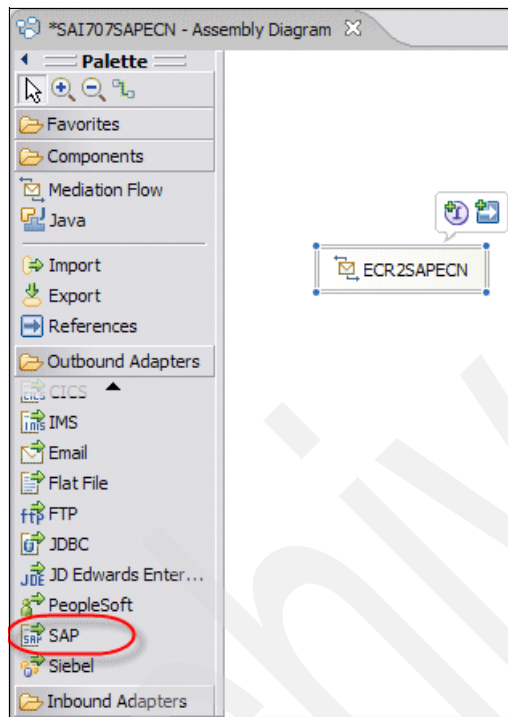 *SAI707SAPECN - Assembly Diagram
Palette
Favorites
Components
Mediation Flow
Java
Import
Export
References
Outbound Adapters
CICS
IMS
Email
Flat File
FTP
JDBC
JD Edwards Enter...
PeopleSoft
SAP
Siebel
Inbound Adapters
ECR2SAPECN